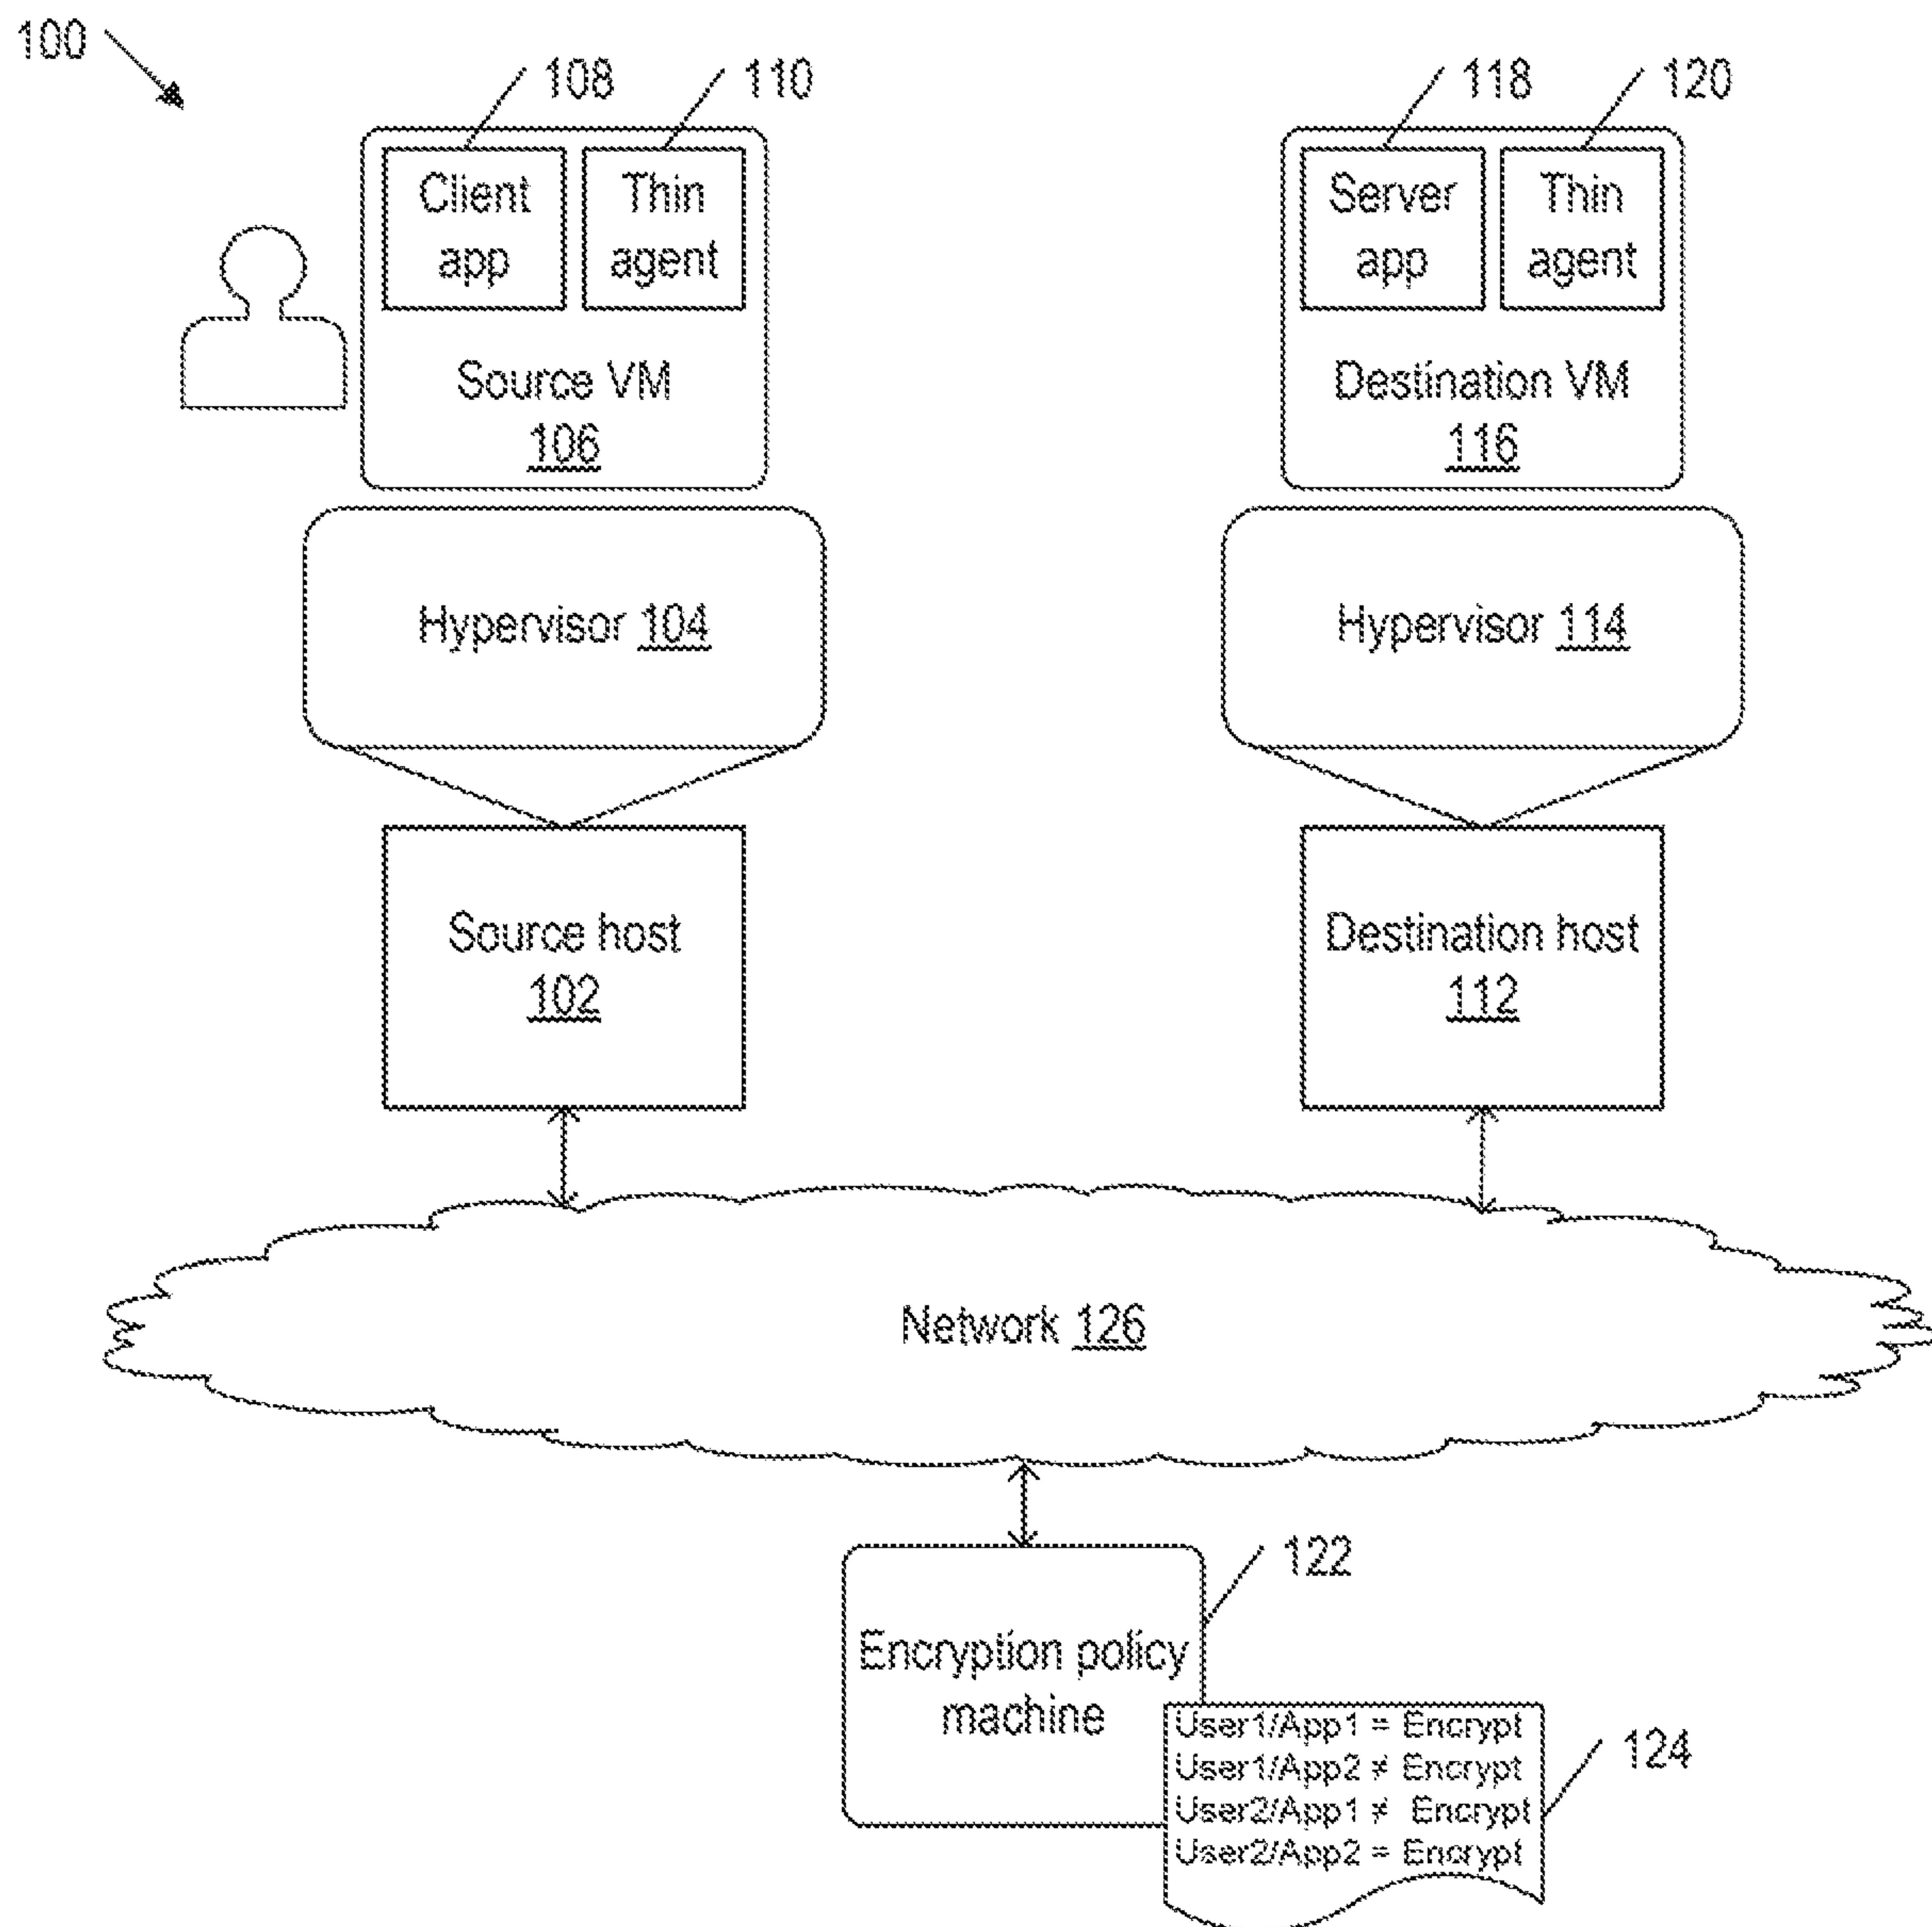 100
108
110
118
120
Client
app
Thin
agent
Server
app
Thin
agent
Source VM
106
Destination VM
116
Hypervisor 104
Hypervisor 114
Source host
102
Destination host
112
Network 126
122
Encryption policy
machine
User1/App1 = Encrypt
User1/App2 ≠ Encrypt
User2/App1 ≠ Encrypt
User2/App2 = Encrypt
124